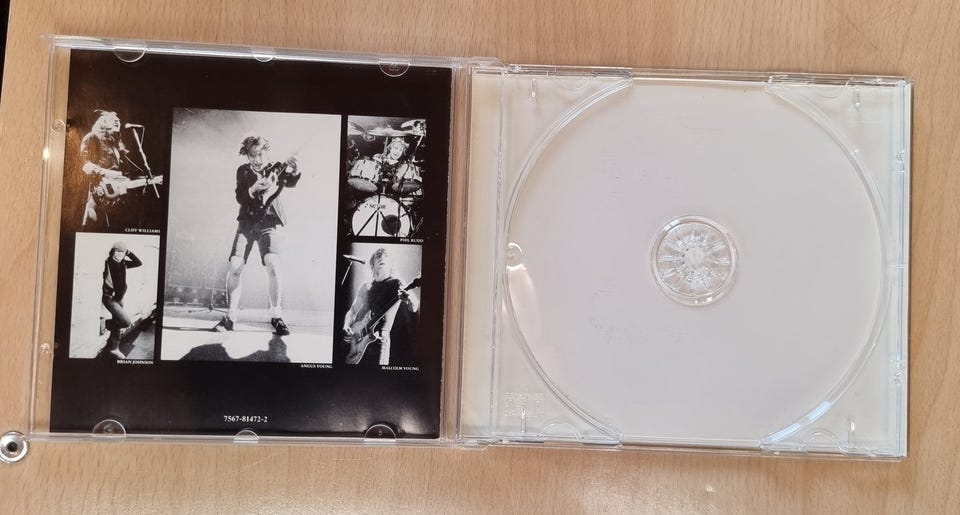 CLIFF WILLIAMS
PHIL RUDD
BRIAN JOHNSON
ANGUS YOUNG
MALCOLM YOUNG
7567-81472-2